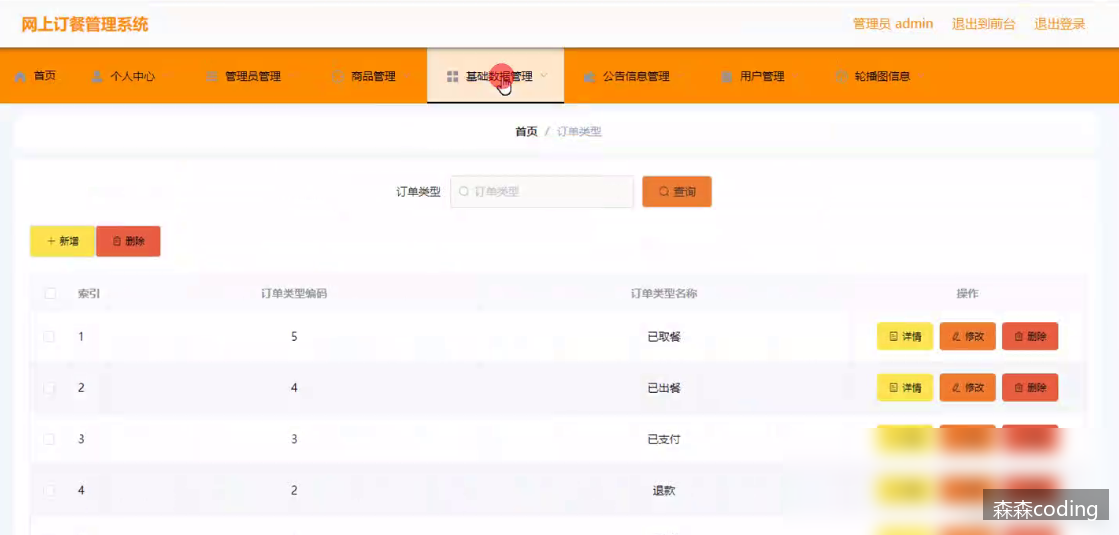 网上订餐管理系统 管理员 admin 退出到前台 退出登录
首页 个人中心 管理员管理 商品管理 基础数据管理 公告信息管理 用户管理 轮播图信息
首页 / 订单类型
订单类型 订单类型 查询
新增 删除
索引 订单类型编码 订单类型名称 操作
1 5 已取餐 详情 修改 删除
2 4 已出餐 详情 修改 删除
3 3 已支付
4 2 退款
森森coding